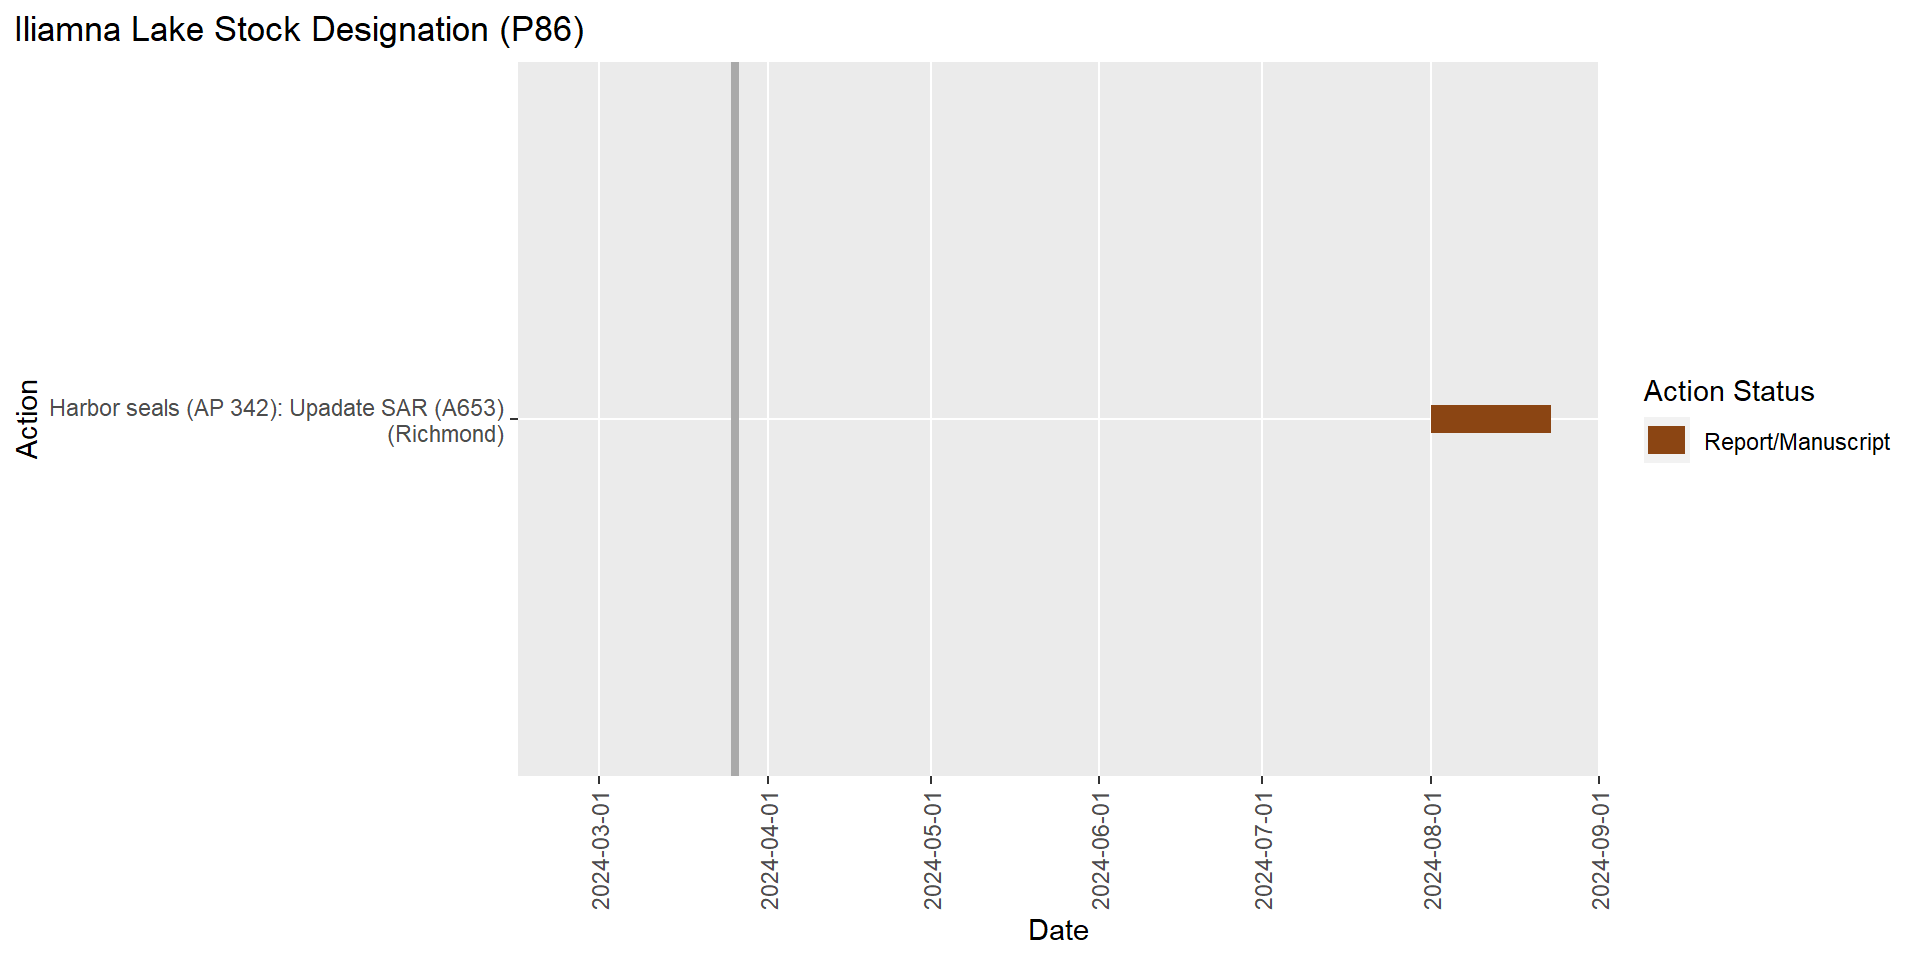 Iliamna Lake Stock Designation (P86)
Action
Harbor seals (AP 342): Upadate SAR (A653)
(Richmond)
2024-03-01
2024-04-01
2024-05-01
2024-06-01
2024-07-01
2024-08-01
2024-09-01
Date
Action Status
Report/Manuscript